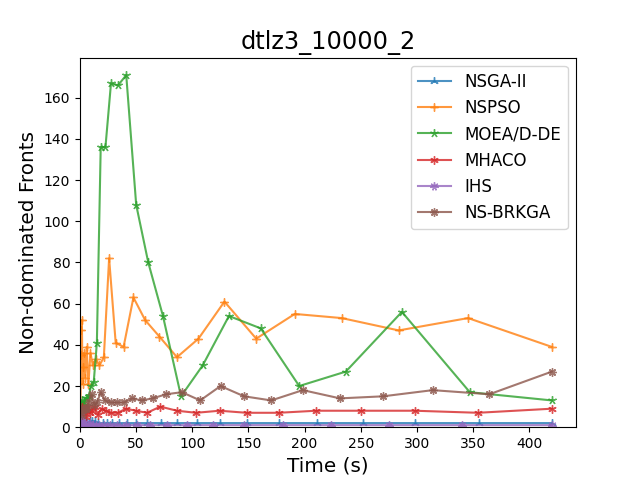 dtlz3_10000_2
Non-dominated Fronts
160
140
120
100
80
60
40
20
0
NSGA-II
NSPSO
MOEA/D-DE
MHACO
IHS
NS-BRKGA
0 50 100 150 200 250 300 350 400
Time (s)